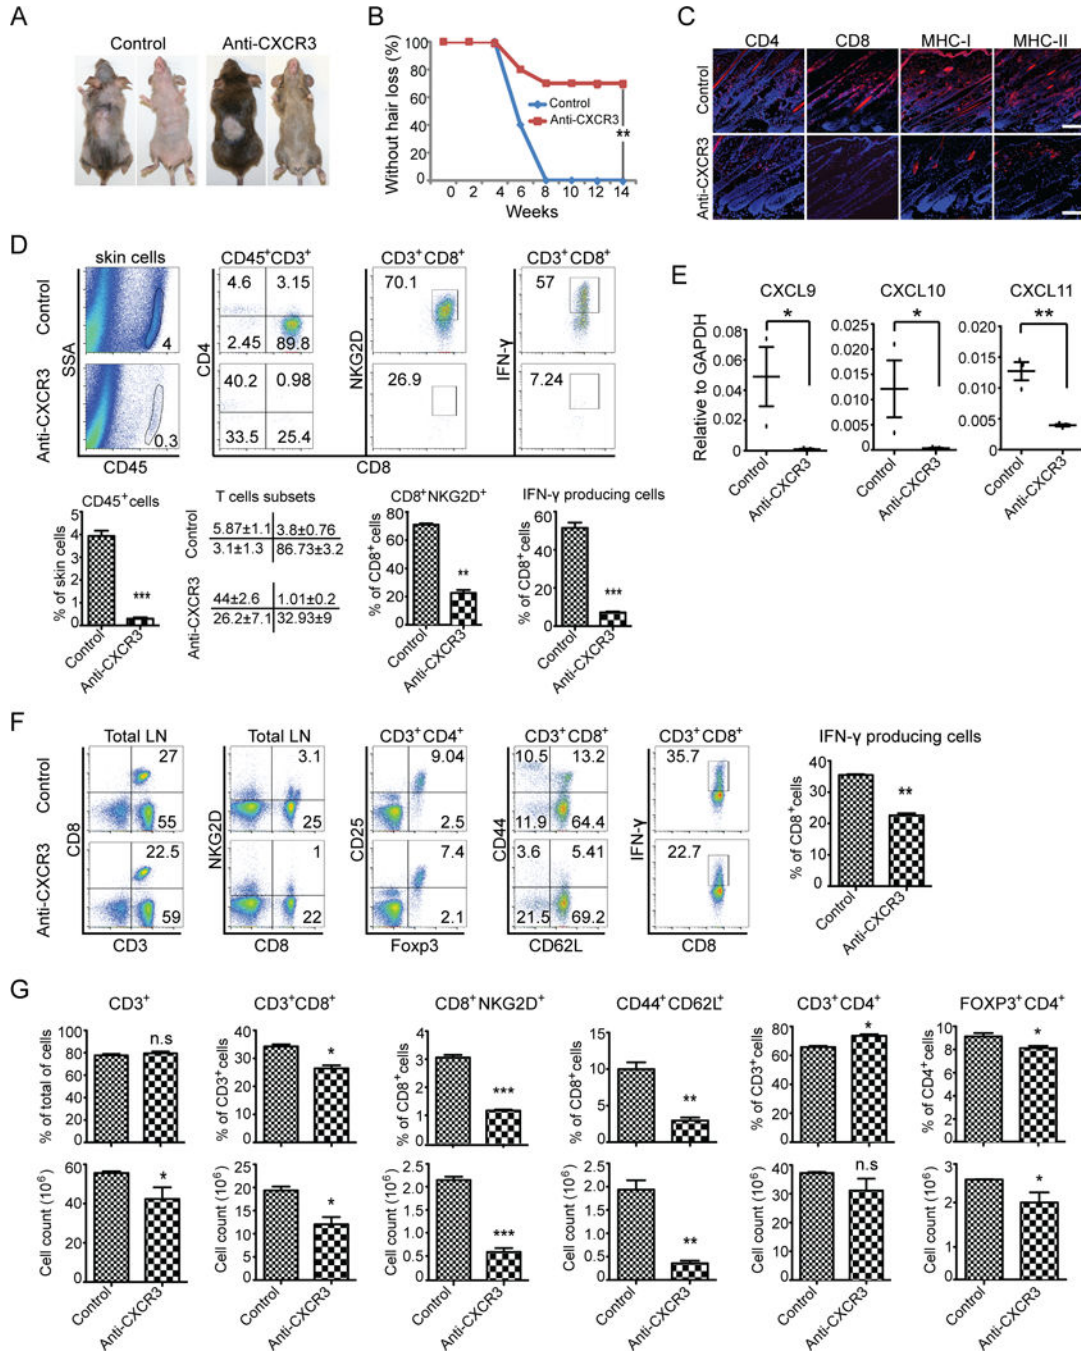 A
Control
Anti-CXCR3
B
Without hair loss (%)
100
80
60
40
20
0
Control
Anti-CXCR3
**
0 2 4 6 8 10 12 14
Weeks
C
CD4 CD8 MHC-I MHC-II
Control
Anti-CXCR3
D
skin cells
CD45+CD3+
CD3+CD8+
CD3+CD8+
Control
4
4.6 3.15
2.45 89.8
70.1
57
SSA
CD4
NKG2D
IFN-γ
Anti-CXCR3
0.3
40.2 0.98
33.5 25.4
26.9
7.24
CD45
CD8
CD45+cells
% of skin cells
5
4
3
2
1
0
***
Control
Anti-CXCR3
T cells subsets
Control
5.87±1.1 3.8±0.76
3.1±1.3 86.73±3.2
Anti-CXCR3
44±2.6 1.01±0.2
26.2±7.1 32.93±9
CD8+NKG2D+
% of CD8+cells
80
60
40
20
0
**
Control
Anti-CXCR3
IFN-γ producing cells
% of CD8+cells
60
40
20
0
***
Control
Anti-CXCR3
E
Relative to GAPDH
CXCL9
*
0.08
0.06
0.04
0.02
0.00
Control
Anti-CXCR3
CXCL10
*
0.025
0.020
0.015
0.010
0.005
0.000
Control
Anti-CXCR3
CXCL11
**
0.020
0.015
0.010
0.005
0.000
Control
Anti-CXCR3
F
Total LN
Total LN
CD3+CD4+
CD3+CD8+
CD3+CD8+
Control
27
55
3.1
25
9.04
2.5
10.5 13.2
11.9 64.4
35.7
CD8
NKG2D
CD25
CD44
IFN-γ
Anti-CXCR3
22.5
59
1
22
7.4
2.1
3.6 5.41
21.5 69.2
22.7
CD3
CD8
Foxp3
CD62L
CD8
IFN-γ producing cells
% of CD8+cells
40
30
20
10
0
**
Control
Anti-CXCR3
G
CD3+
% of total of cells
100
80
60
40
20
0
n.s
CD3+CD8+
% of CD3+cells
40
30
20
10
0
*
CD8+NKG2D+
% of CD8+cells
4
3
2
1
0
***
CD44+CD62L+
% of CD8+cells
15
10
5
0
**
CD3+CD4+
% of CD3+cells
80
60
40
20
0
*
FOXP3+CD4+
% of CD4+cells
10
8
6
4
2
0
*
Cell count (10⁶)
60
40
20
0
*
Control
Anti-CXCR3
Cell count (10⁶)
25
20
15
10
5
0
*
Control
Anti-CXCR3
Cell count (10⁶)
2.5
2.0
1.5
1.0
0.5
0
***
Control
Anti-CXCR3
Cell count (10⁶)
2.5
2.0
1.5
1.0
0.5
0
**
Control
Anti-CXCR3
Cell count (10⁶)
40
30
20
10
0
n.s
Control
Anti-CXCR3
Cell count (10⁶)
3
2
1
0
*
Control
Anti-CXCR3